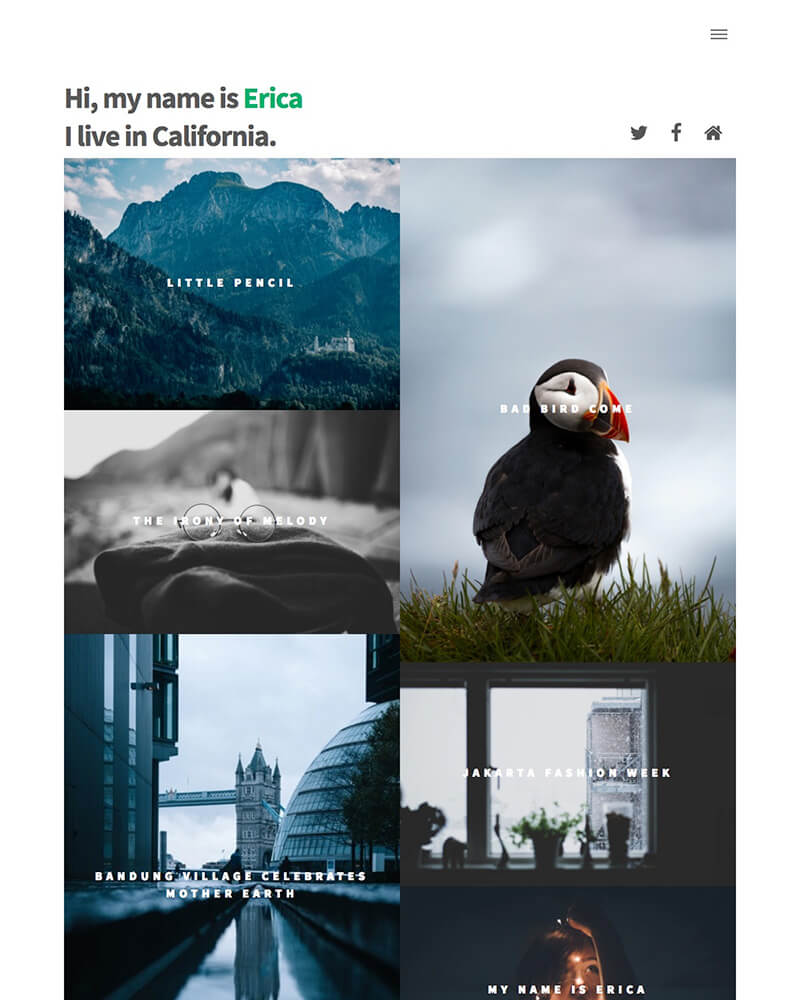 Hi, my name is Erica
I live in California.
LITTLE PENCIL
BAD BIRD COME
THE IRONY OF MELODY
JAKARTA FASHION WEEK
BANDUNG VILLAGE CELEBRATES
MOTHER EARTH
MY NAME IS ERICA